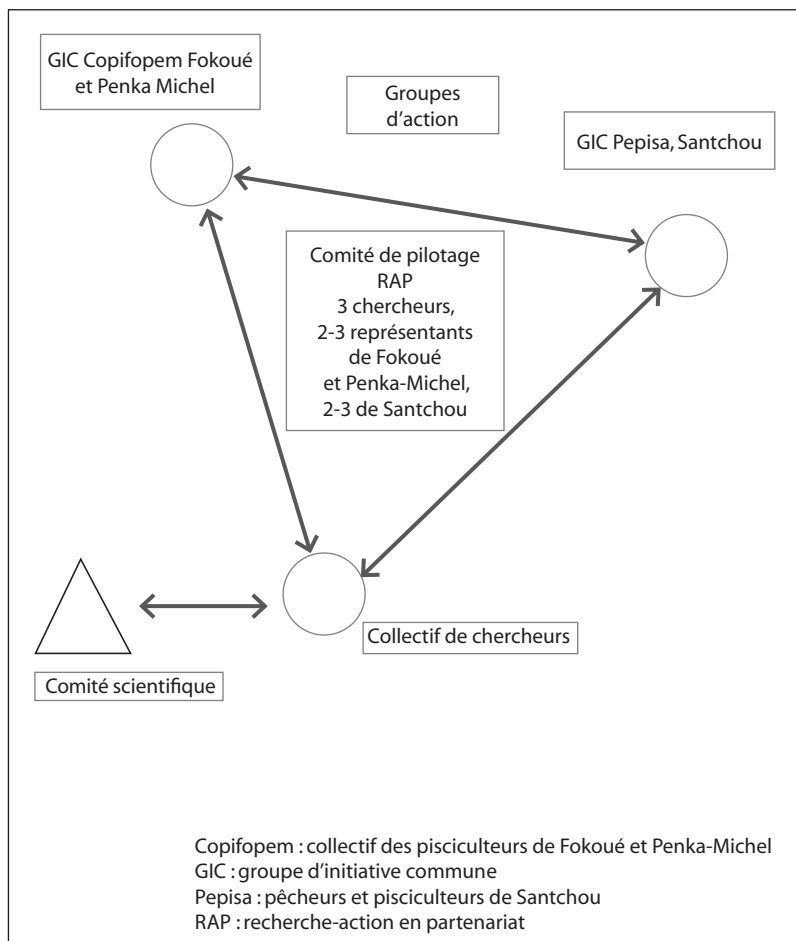 GIC Copifopem Fokoué
et Penka Michel
Groupes
d'action
GIC Pepisa, Santchou
Comité de pilotage
RAP
3 chercheurs,
2-3 représentants
de Fokoué
et Penka-Michel,
2-3 de Santchou
Collectif de chercheurs
Comité scientifique
Copifopem : collectif des pisciculteurs de Fokoué et Penka-Michel
GIC : groupe d'initiative commune
Pepisa : pêcheurs et pisciculteurs de Santchou
RAP : recherche-action en partenariat